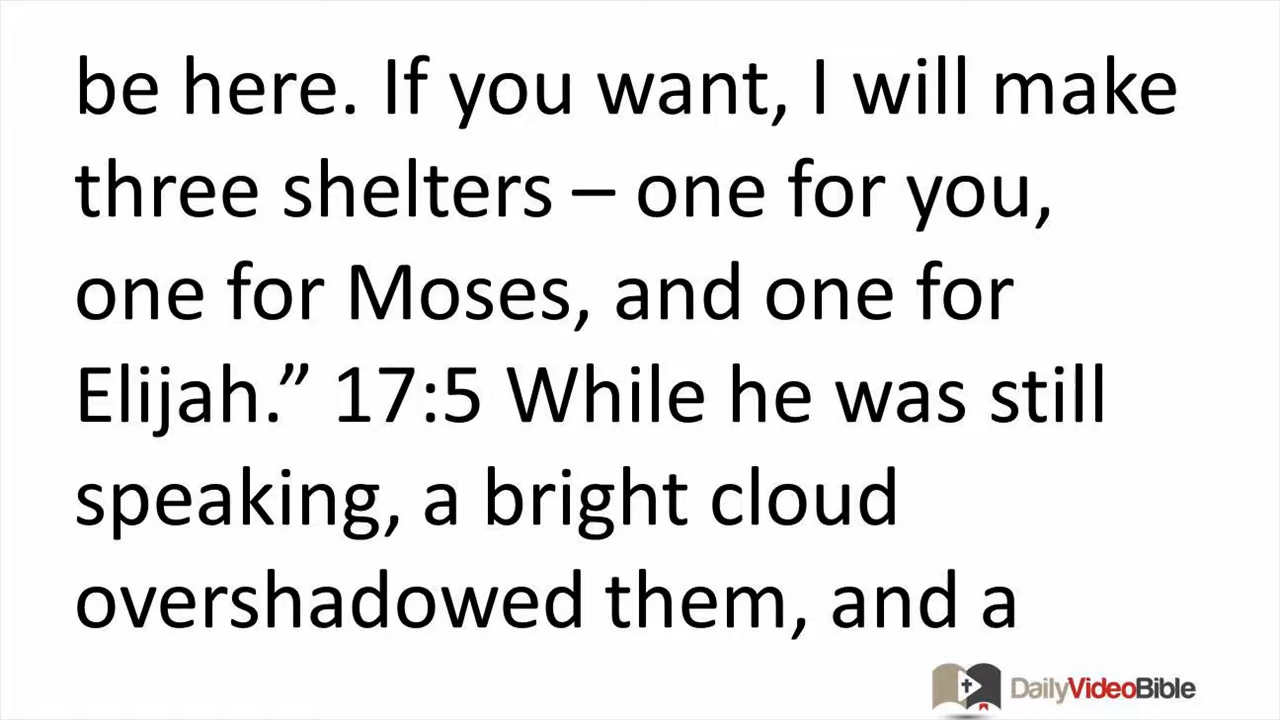 be here. If you want, I will make
three shelters – one for you,
one for Moses, and one for
Elijah.” 17:5 While he was still
speaking, a bright cloud
overshadowed them, and a
DailyVideoBible